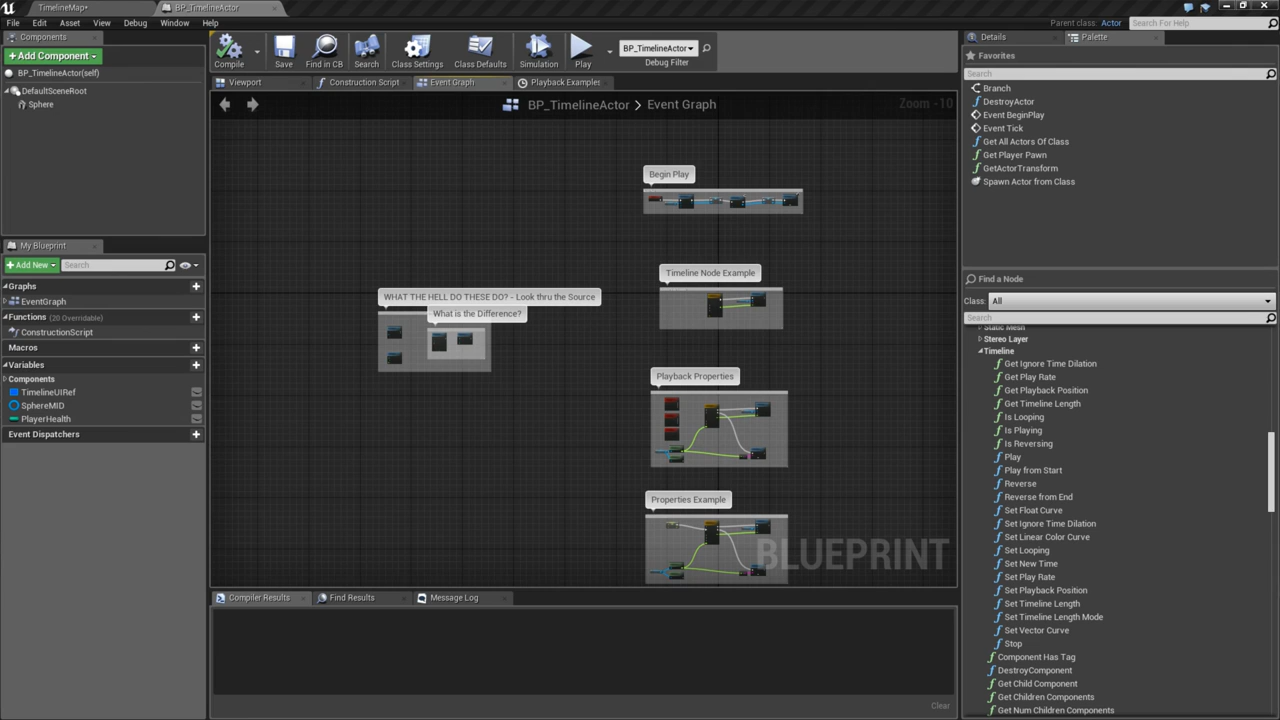 TimelineMap*
BP_TimelineActor
File Edit Asset View Debug Window Help
Parent class: Actor
Search For Help
Components
+Add Component
BP_TimelineActor(self)
DefaultSceneRoot
Sphere
Compile
Save
Find in CB
Search
Class Settings
Class Defaults
Simulation
Play
BP_TimelineActor
Debug Filter
Viewport
Construction Script
Event Graph
Playback Examples
BP_TimelineActor > Event Graph
Zoom -10
Begin Play
Timeline Node Example
WHAT THE HELL DO THESE DO? - Look thru the Source
What is the Difference?
Playback Properties
Properties Example
BLUEPRINT
My Blueprint
+Add New
Search
Graphs
EventGraph
Functions (20 Overridable)
ConstructionScript
Macros
Variables
Components
TimelineUIRef
SphereMID
PlayerHealth
Event Dispatchers
Compiler Results
Find Results
Message Log
Clear
Details
Palette
Favorites
Search
Branch
DestroyActor
Event BeginPlay
Event Tick
Get All Actors Of Class
Get Player Pawn
GetActorTransform
Spawn Actor from Class
Find a Node
Class: All
Search
Static Mesh
Stereo Layer
Timeline
Get Ignore Time Dilation
Get Play Rate
Get Playback Position
Get Timeline Length
Is Looping
Is Playing
Is Reversing
Play
Play from Start
Reverse
Reverse from End
Set Float Curve
Set Ignore Time Dilation
Set Linear Color Curve
Set Looping
Set New Time
Set Play Rate
Set Playback Position
Set Timeline Length
Set Timeline Length Mode
Set Vector Curve
Stop
Component Has Tag
DestroyComponent
Get Child Component
Get Children Components
Get Num Children Components